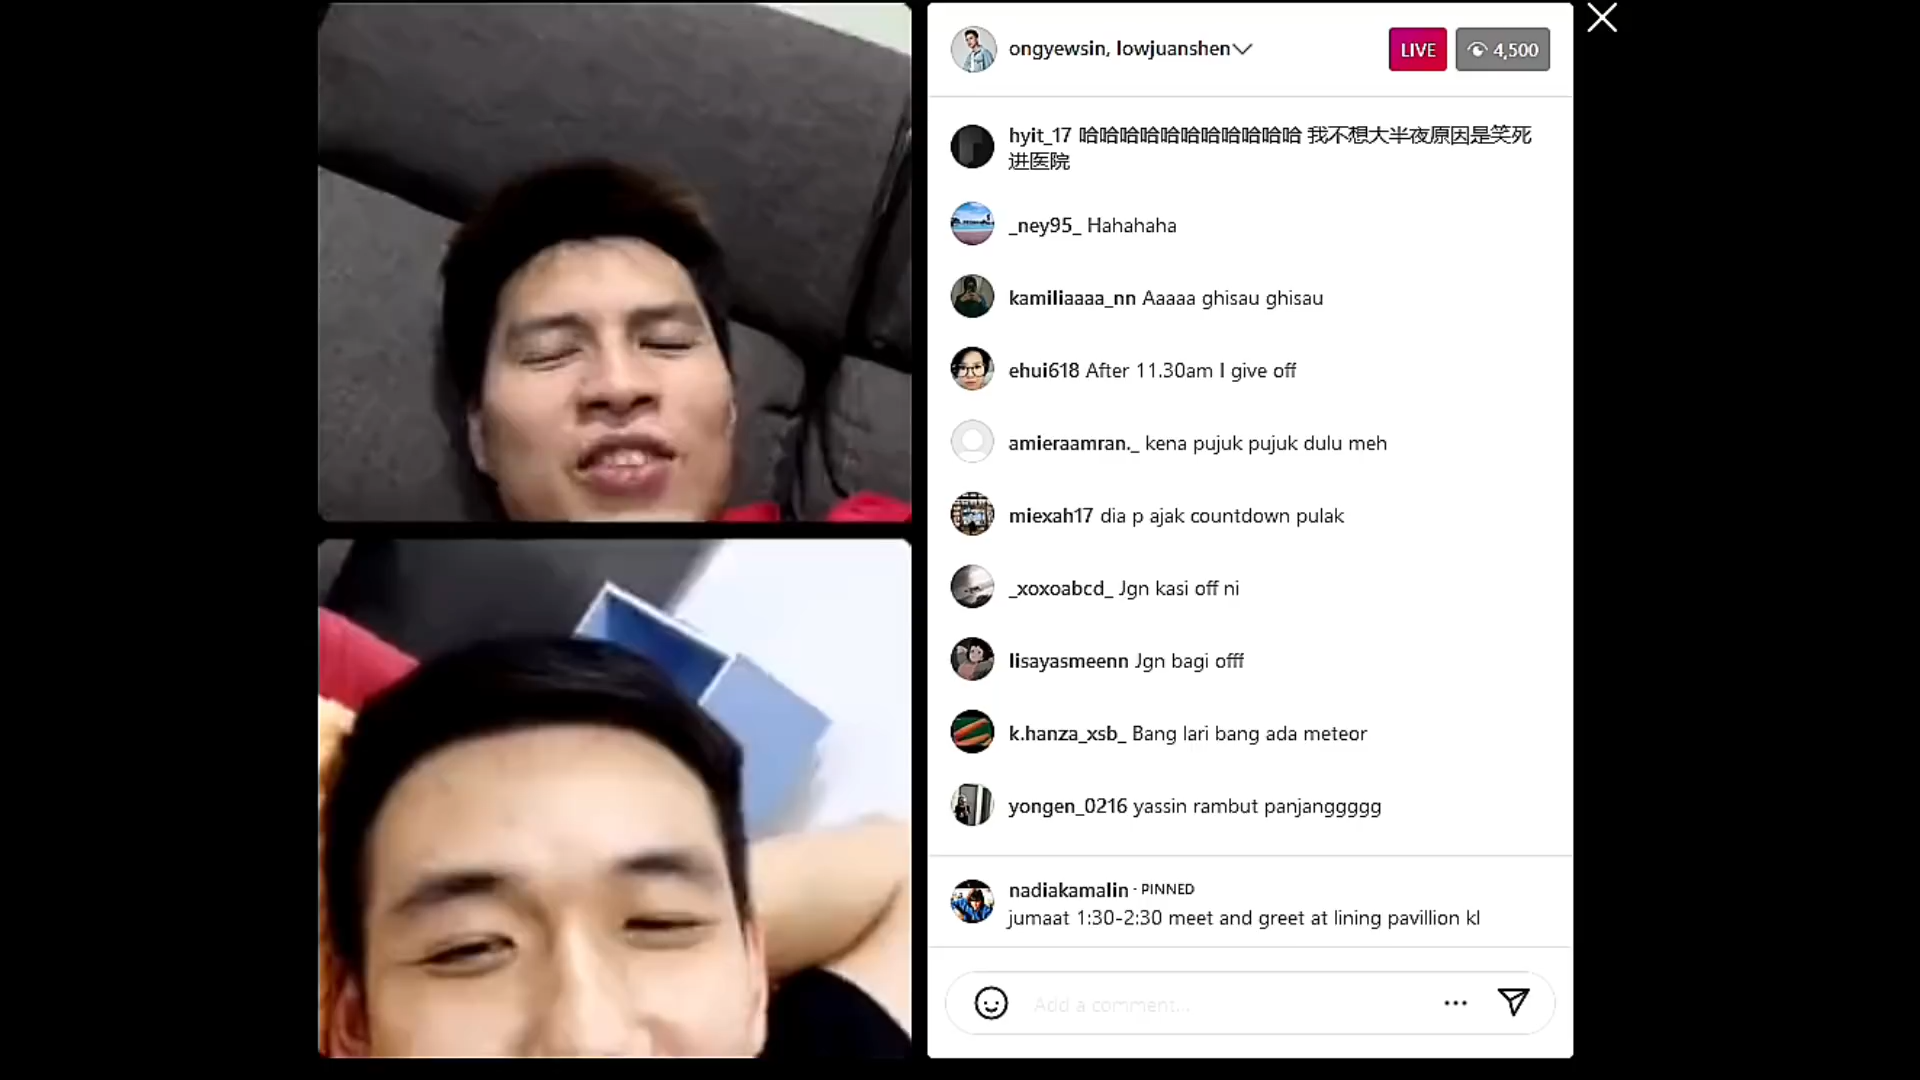 ongyewsin, lowjuanshen
LIVE
4,500
hyit_17 哈哈哈哈哈哈哈哈哈哈哈 我不想大半夜原因是笑死
进医院
_ney95_ Hahahaha
kamiliaaaa_nn Aaaaa ghisau ghisau
ehui618 After 11.30am I give off
amieraamran._ kena pujuk pujuk dulu meh
miexah17 dia p ajak countdown pulak
_xoxoabcd_ Jgn kasi off ni
lisayasmeenn Jgn bagi offf
k.hanza_xsb_ Bang lari bang ada meteor
yongen_0216 yassin rambut panjanggggg
nadiakamalin · PINNED
jumaat 1:30-2:30 meet and greet at lining pavillion kl
Add a comment...